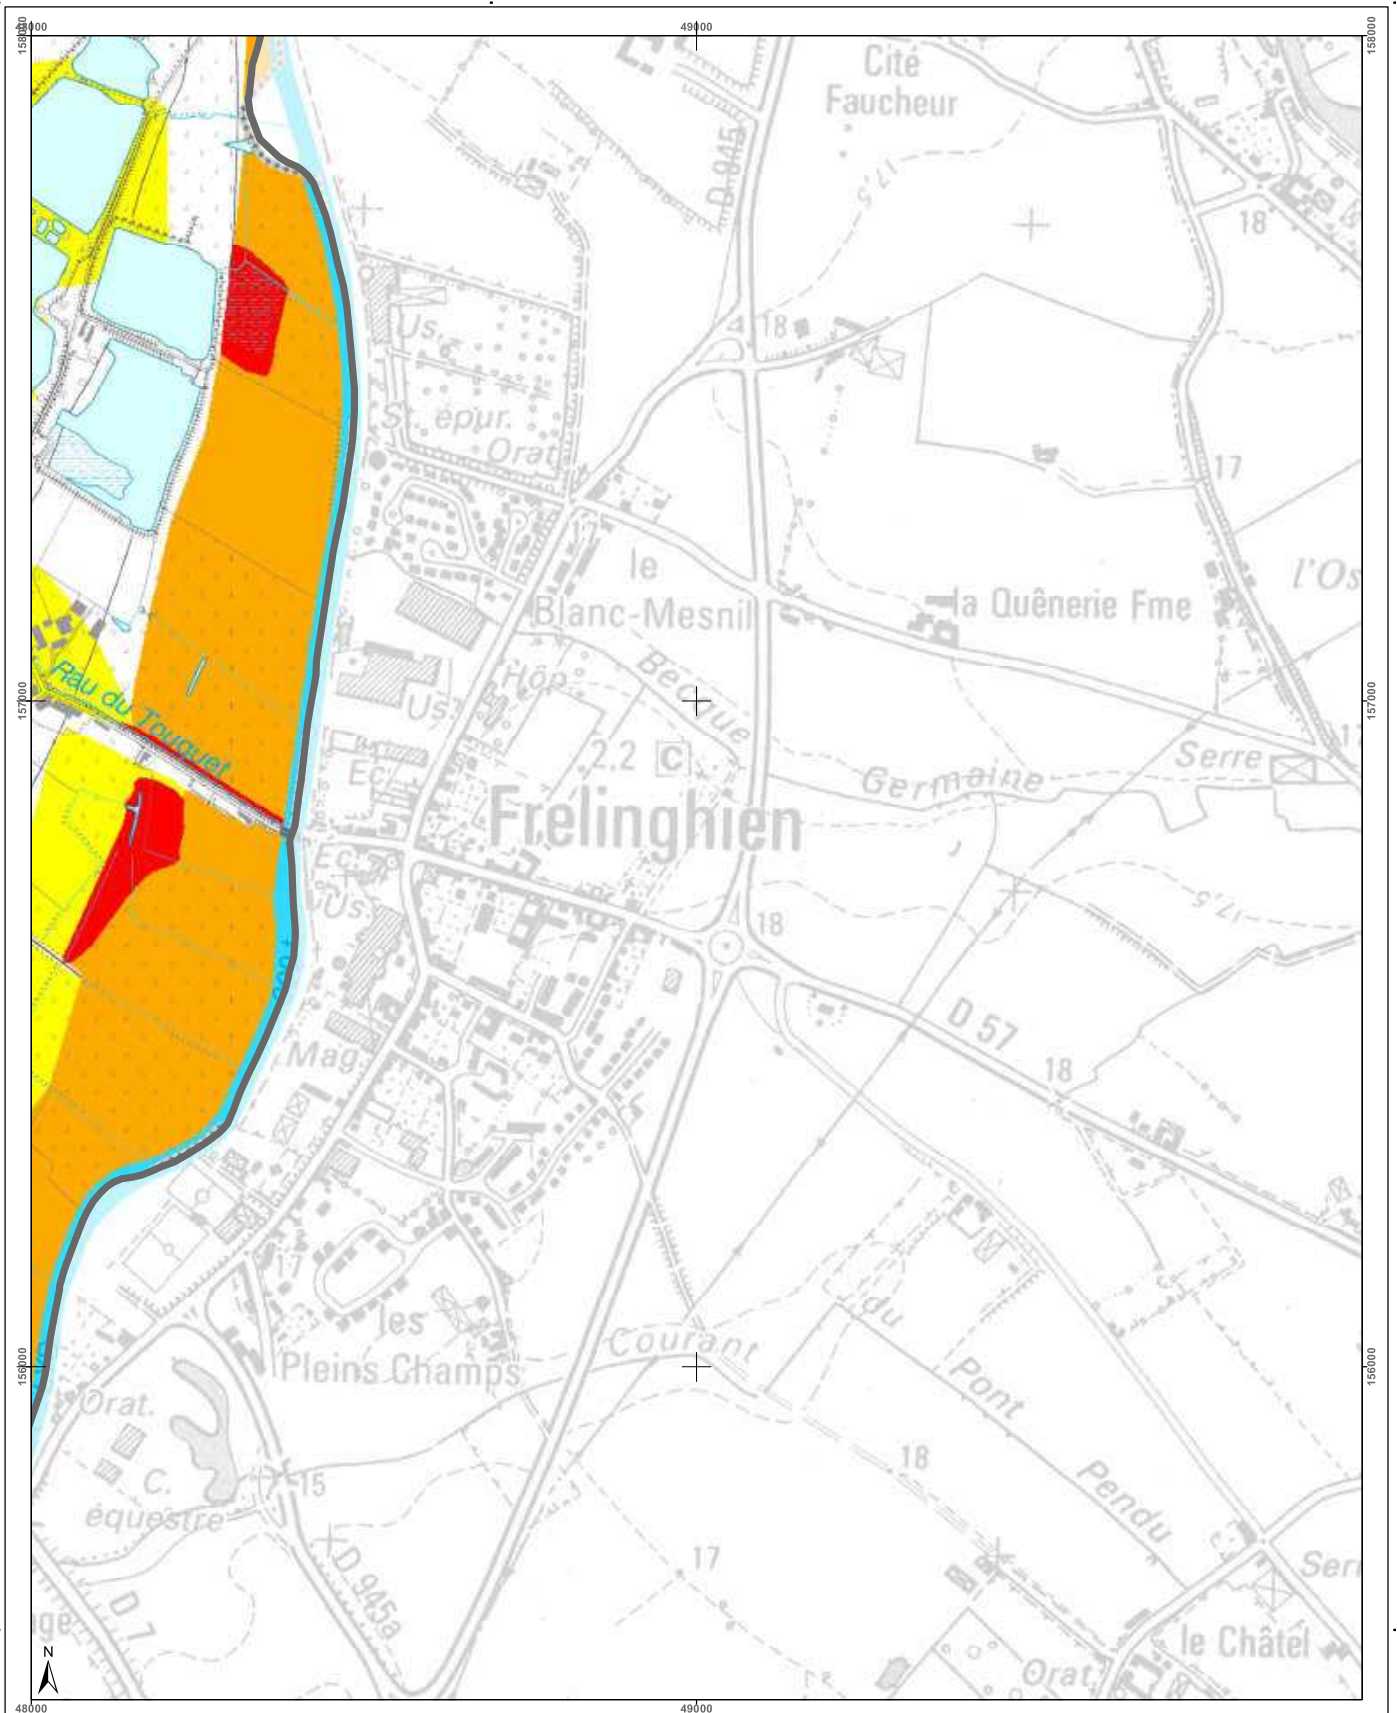 48000
49000
158000
158000
Cité
Faucheur
D 945
17,5
18
Us.
18
St. épur.
Orat.
17
le
Blanc-Mesnil
la Quênerie Fme
l'Os
Rau du Touquet
Hôp.
Becque
157000
157000
Us.
2.2 C
Serre
Ec.
Germaine
Frelinghien
Ec.
Us.
17,5
18
D 57
18
Mag.
17
les
Pleins Champs
Courant
du
Pont
Pendu
156000
156000
Orat.
18
C.
équestre
15
17
D 945a
D 7
le Châtel
Orat.
N
48000
49000